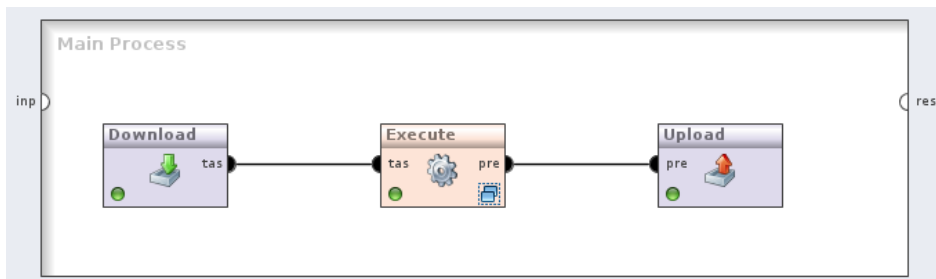 Main Process
inp
res
Download
Execute
Upload
tas
tas
pre
pre